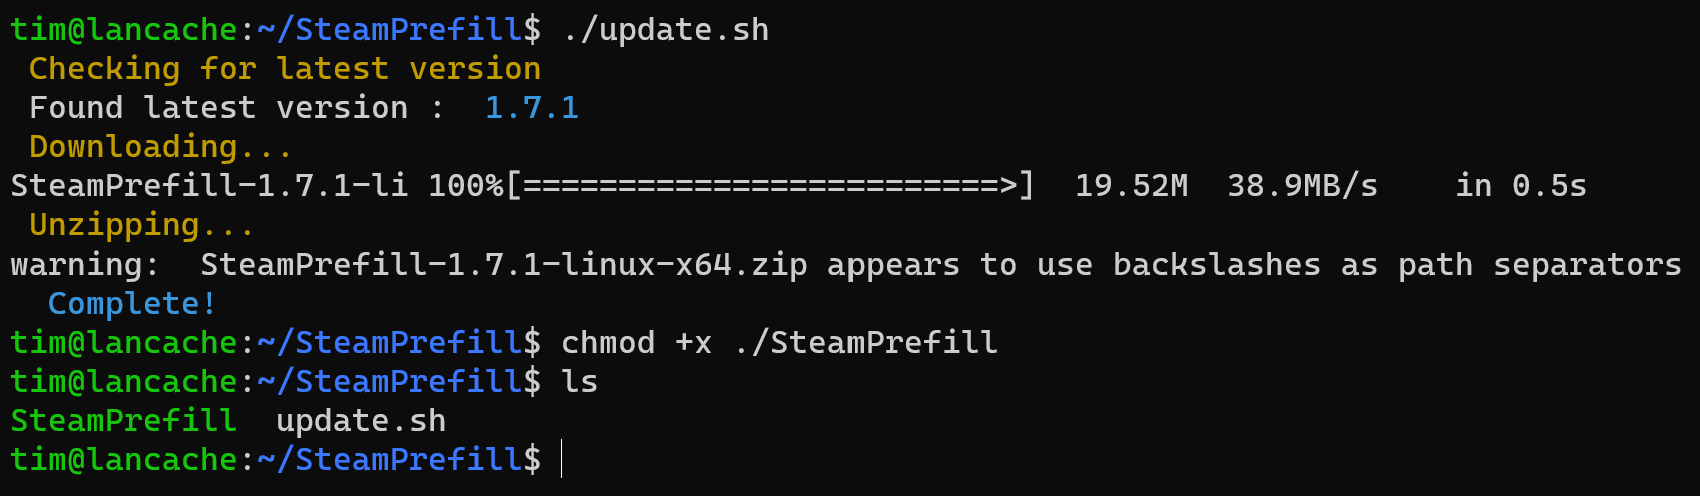 tim@lancache:~/SteamPrefill$ ./update.sh
Checking for latest version
Found latest version :  1.7.1
Downloading...
SteamPrefill-1.7.1-li 100%[=========================>]  19.52M  38.9MB/s    in 0.5s
Unzipping...
warning:  SteamPrefill-1.7.1-linux-x64.zip appears to use backslashes as path separators
Complete!
tim@lancache:~/SteamPrefill$ chmod +x ./SteamPrefill
tim@lancache:~/SteamPrefill$ ls
SteamPrefill  update.sh
tim@lancache:~/SteamPrefill$